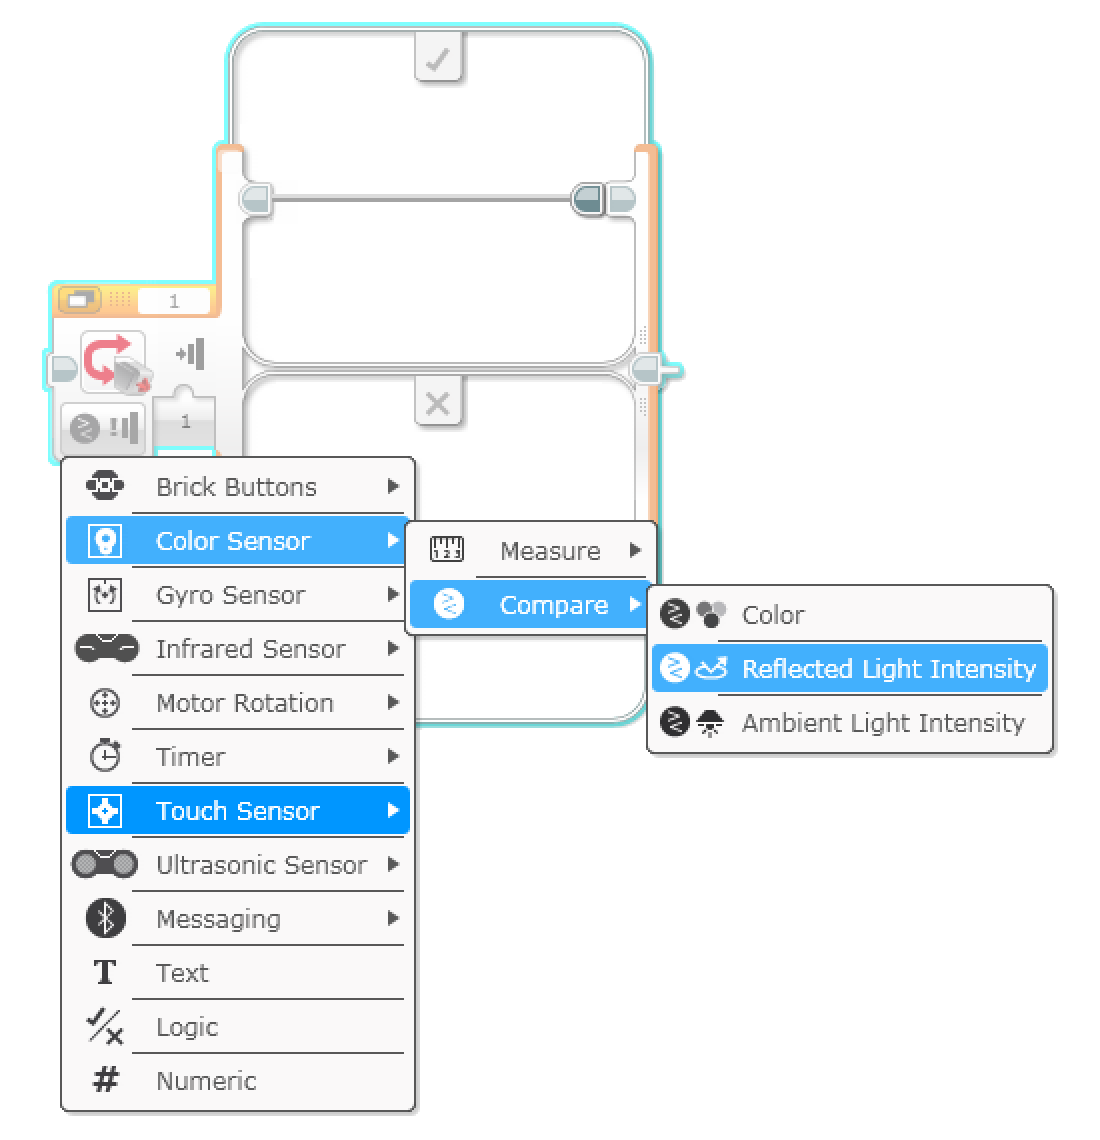 1
1
Brick Buttons
Color Sensor
Measure
Gyro Sensor
Compare
Color
Infrared Sensor
Reflected Light Intensity
Motor Rotation
Ambient Light Intensity
Timer
Touch Sensor
Ultrasonic Sensor
Messaging
T Text
Logic
# Numeric